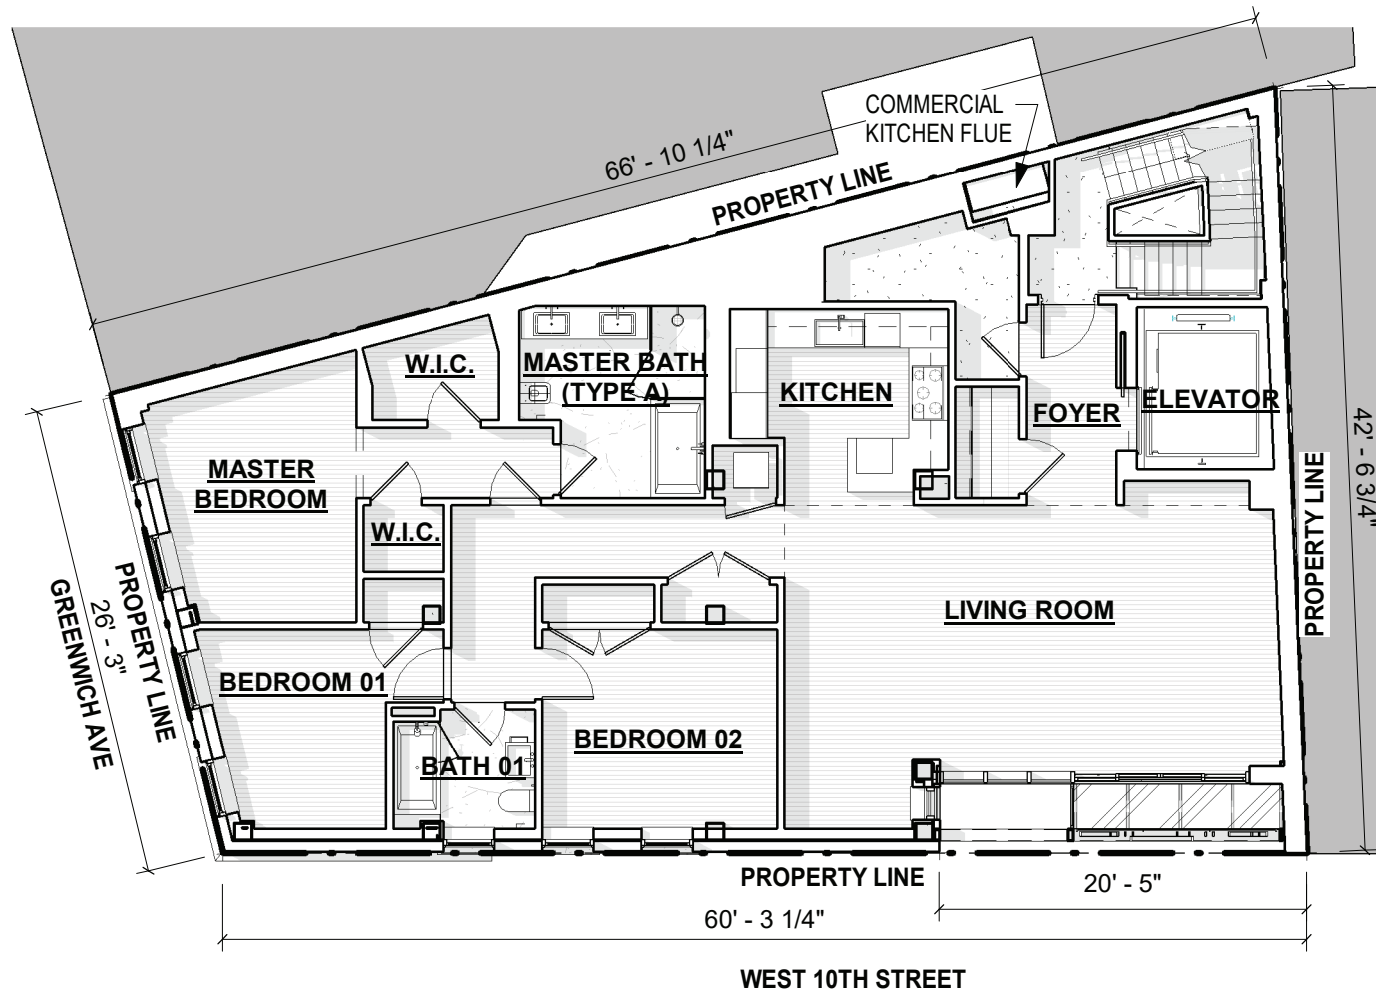 COMMERCIAL
KITCHEN FLUE
66' - 10 1/4"
PROPERTY LINE
W.I.C.
MASTER BATH
(TYPE A)
KITCHEN
FOYER
ELEVATOR
MASTER
BEDROOM
W.I.C.
42' - 6 3/4"
PROPERTY LINE
PROPERTY LINE
26' - 3"
GREENWICH AVE
LIVING ROOM
BEDROOM 01
BEDROOM 02
BATH 01
PROPERTY LINE
20' - 5"
60' - 3 1/4"
WEST 10TH STREET